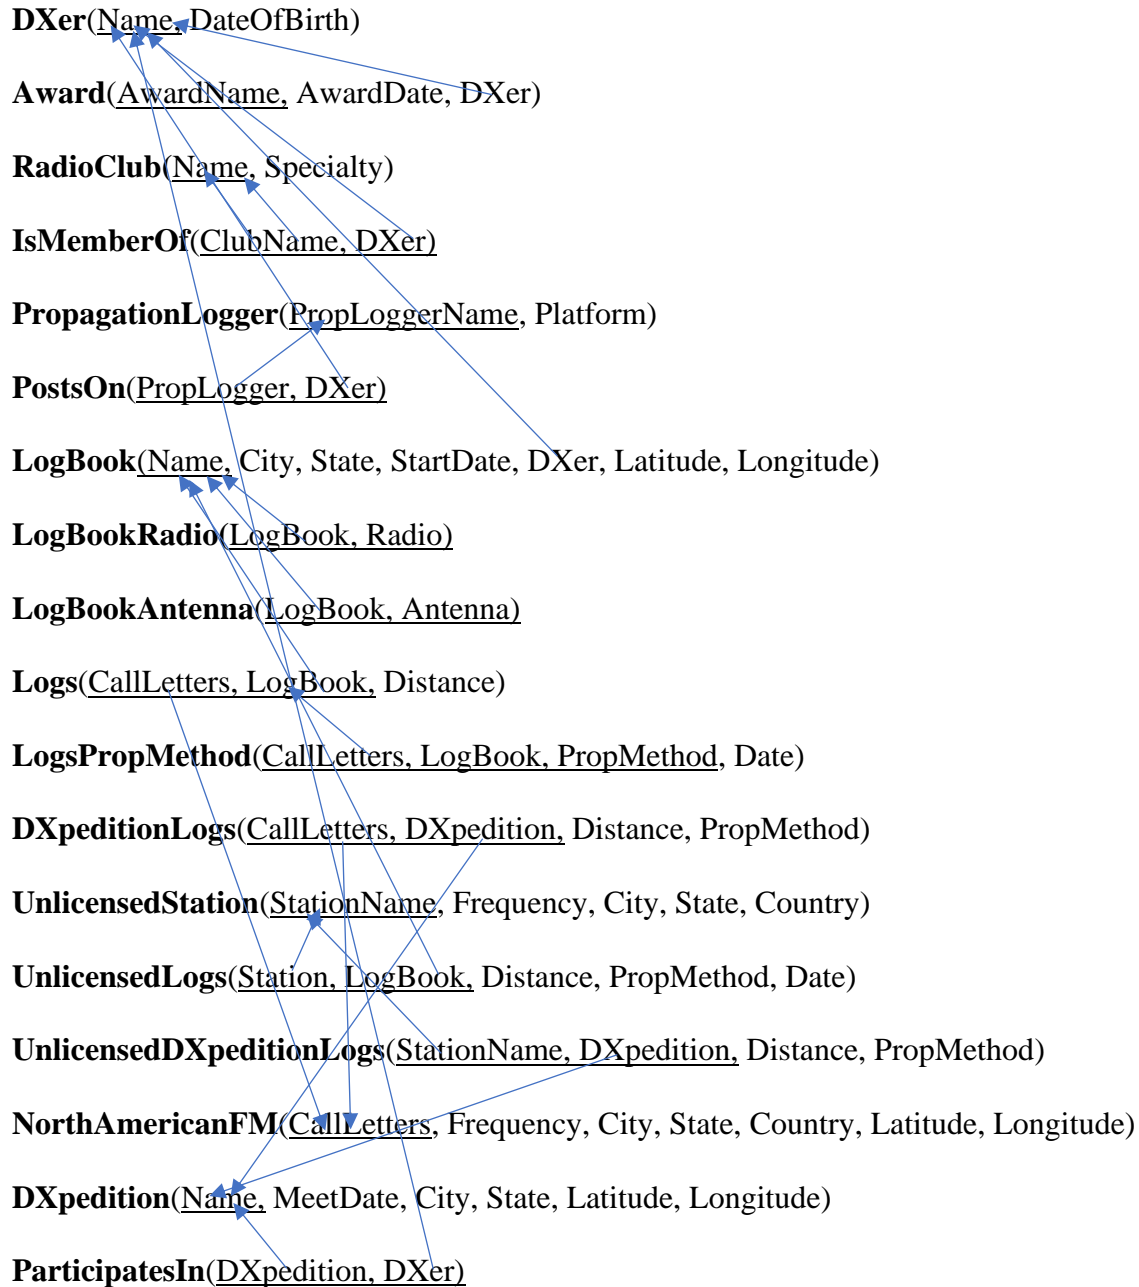 DXer(Name, DateOfBirth)
Award(AwardName, AwardDate, DXer)
RadioClub(Name, Specialty)
IsMemberOf(ClubName, DXer)
PropagationLogger(PropLoggerName, Platform)
PostsOn(PropLogger, DXer)
LogBook(Name, City, State, StartDate, DXer, Latitude, Longitude)
LogBookRadio(LogBook, Radio)
LogBookAntenna(LogBook, Antenna)
Logs(CallLetters, LogBook, Distance)
LogsPropMethod(CallLetters, LogBook, PropMethod, Date)
DXpeditionLogs(CallLetters, DXpedition, Distance, PropMethod)
UnlicensedStation(StationName, Frequency, City, State, Country)
UnlicensedLogs(Station, LogBook, Distance, PropMethod, Date)
UnlicensedDXpeditionLogs(StationName, DXpedition, Distance, PropMethod)
NorthAmericanFM(CallLetters, Frequency, City, State, Country, Latitude, Longitude)
DXpedition(Name, MeetDate, City, State, Latitude, Longitude)
ParticipatesIn(DXpedition, DXer)